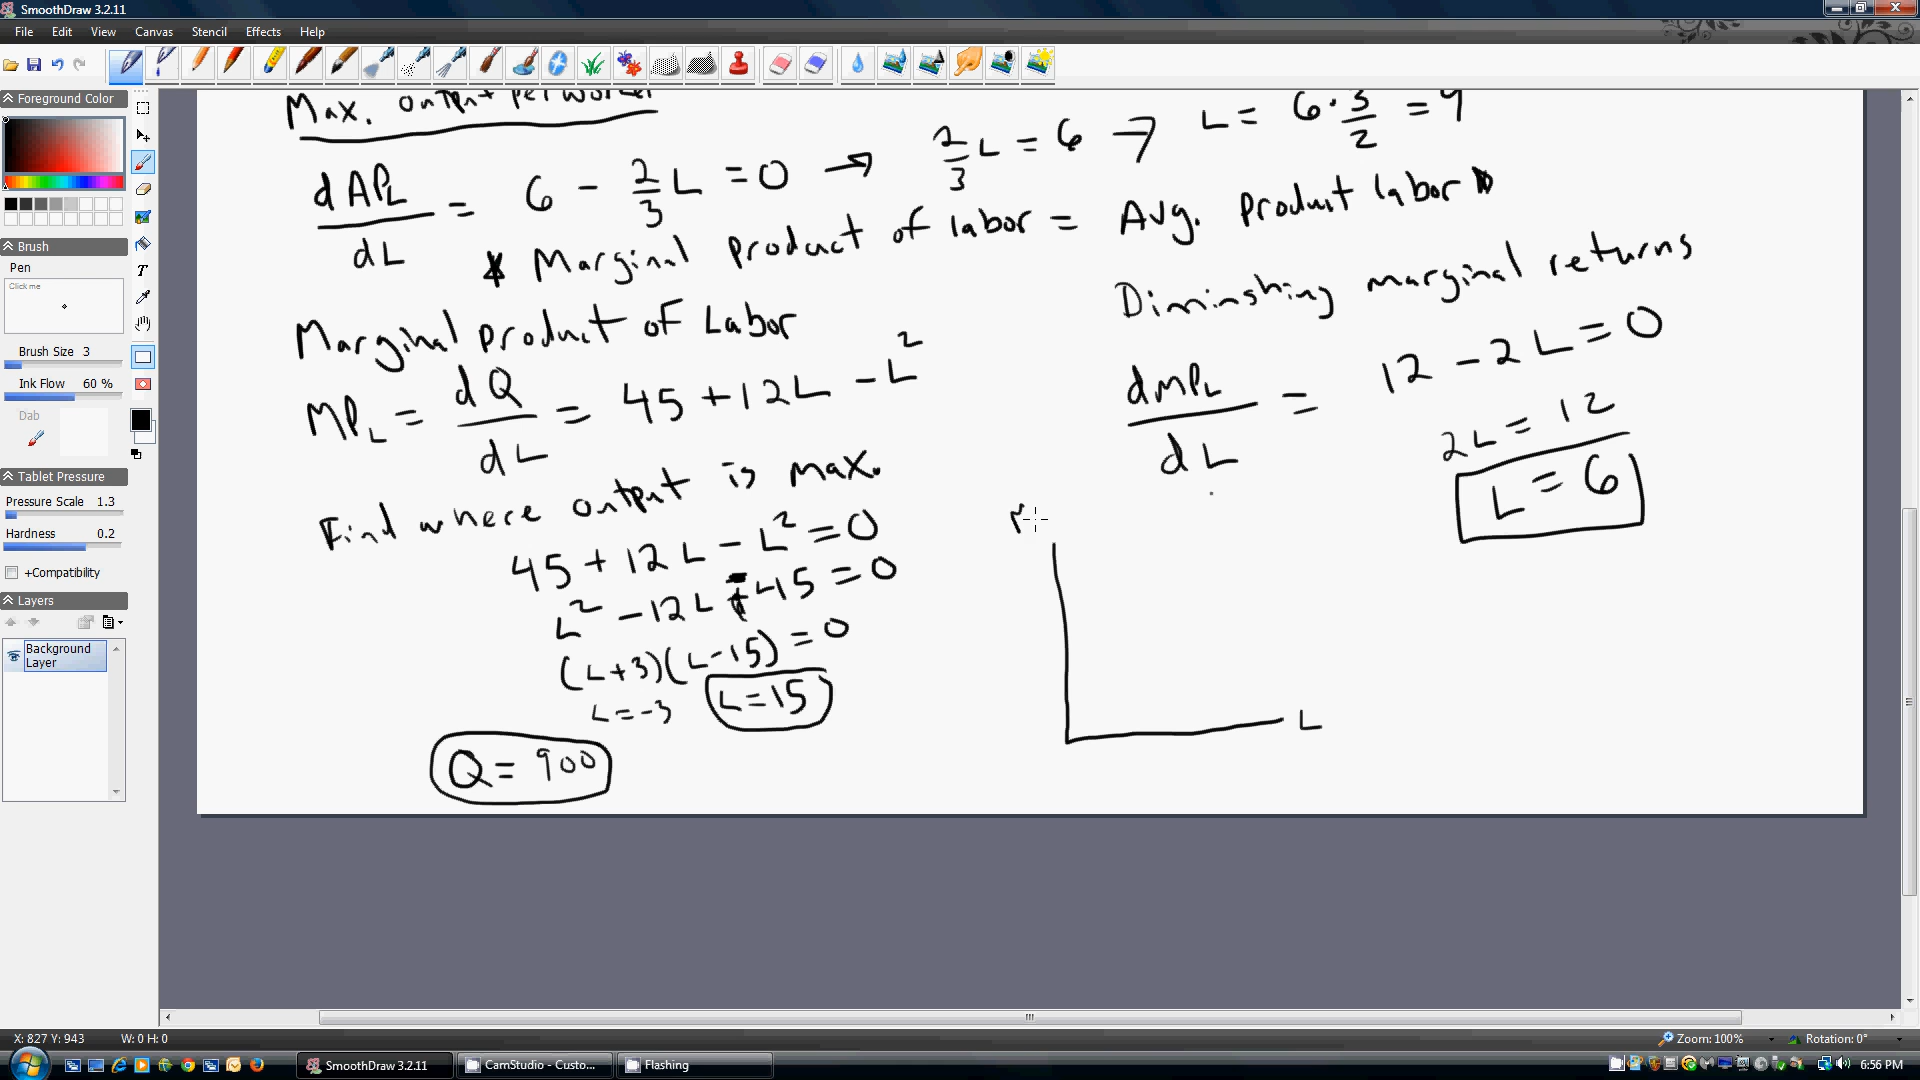 SmoothDraw 3.2.11
File Edit View Canvas Stencil Effects Help
Foreground Color
Brush
Pen
Click me
Brush Size 3
Ink Flow 60 %
Dab
Tablet Pressure
Pressure Scale 1.3
Hardness 0.2
+Compatibility
Layers
Background Layer
Max. output per worker
dAPL/dL = 6 - 2/3 L = 0 → 2/3 L = 6 → L = 6 · 3/2 = 9
* Marginal product of labor = Avg. product labor *
Marginal product of Labor
MPL = dQ/dL = 45 + 12L - L²
Find where output is max.
45 + 12L - L² = 0
L² - 12L - 45 = 0
(L+3)(L-15) = 0
L = -3 L = 15
Q = 900
Diminshing marginal returns
dMPL/dL = 12 - 2L = 0
2L = 12
L = 6
L
X: 827 Y: 943 W: 0 H: 0 Zoom: 100% Rotation: 0°
SmoothDraw 3.2.11 CamStudio - Custo... Flashing 6:56 PM